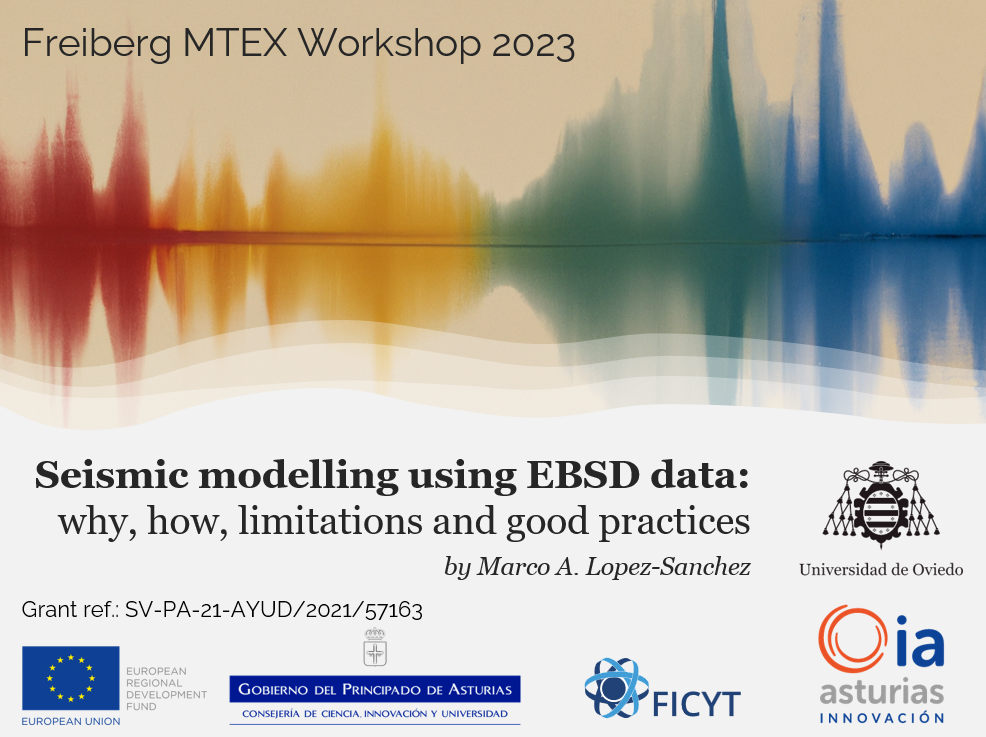 Freiberg MTEX Workshop 2023
Seismic modelling using EBSD data:
why, how, limitations and good practices
by Marco A. Lopez-Sanchez
Universidad de Oviedo
Grant ref.: SV-PA-21-AYUD/2021/57163
EUROPEAN
REGIONAL
DEVELOPMENT
FUND
EUROPEAN UNION
GOBIERNO DEL PRINCIPADO DE ASTURIAS
CONSEJERÍA DE CIENCIA, INNOVACIÓN Y UNIVERSIDAD
FICYT
ia
asturias
INNOVACIÓN